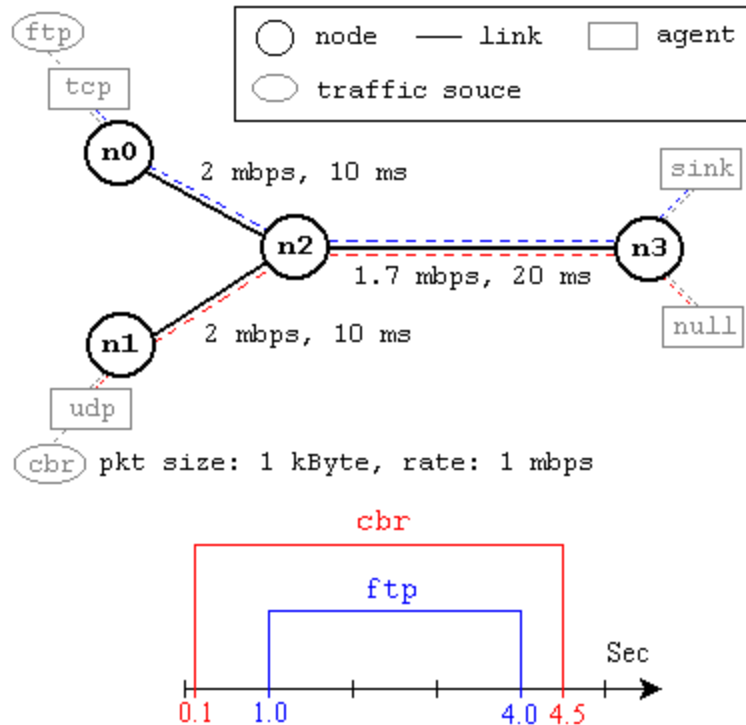 ftp
node link agent
traffic souce
tcp
n0
2 mbps, 10 ms
sink
n2
n3
1.7 mbps, 20 ms
n1
2 mbps, 10 ms
null
udp
cbr pkt size: 1 kByte, rate: 1 mbps
cbr
ftp
Sec
0.1 1.0 4.0 4.5